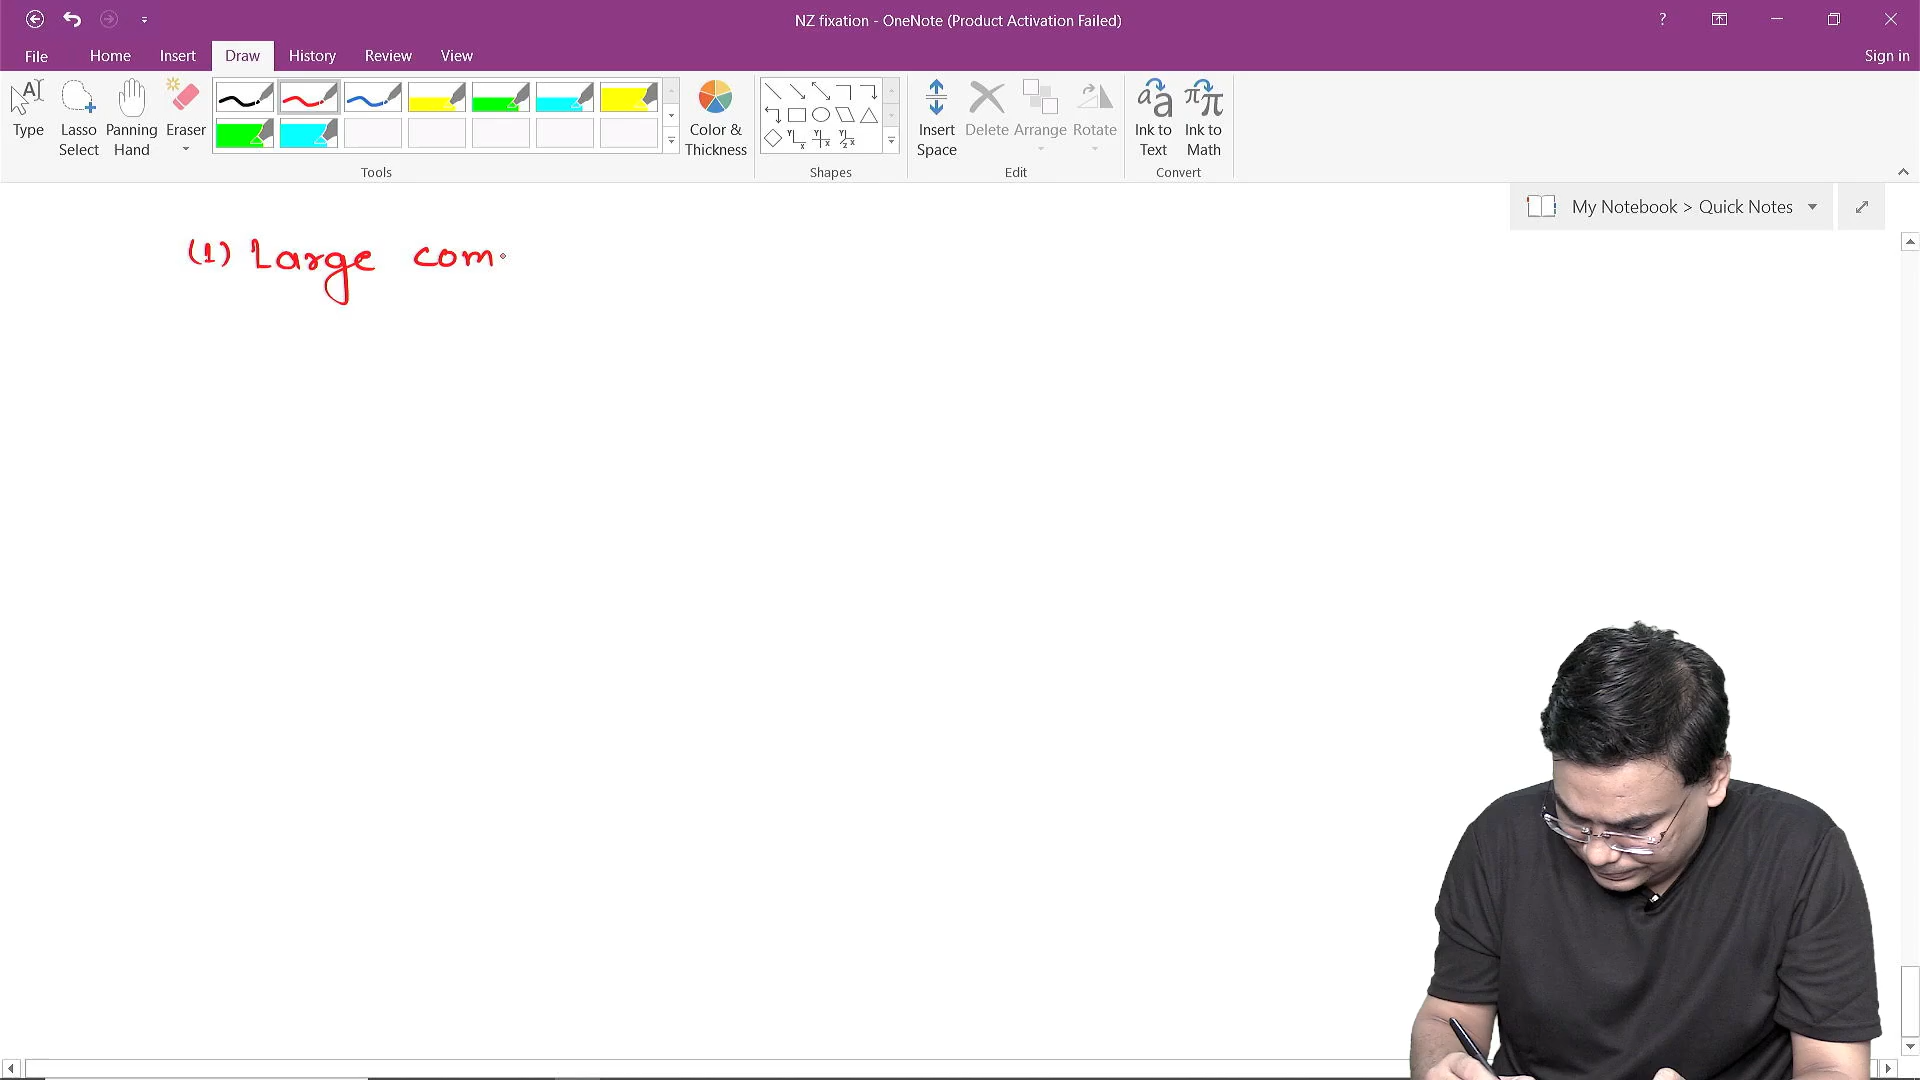 NZ fixation - OneNote (Product Activation Failed)
?
File Home Insert Draw History Review View
Sign in
Type
Lasso Select
Panning Hand
Eraser
Color & Thickness
Insert Space
Delete
Arrange
Rotate
Ink to Text
Ink to Math
Tools
Shapes
Edit
Convert
My Notebook > Quick Notes
(1) Large com